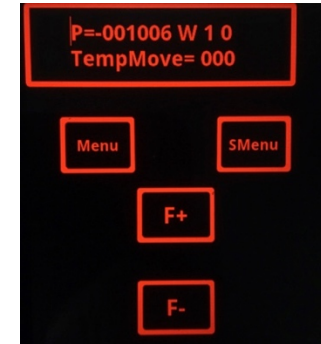 P=-001006 W 1 0
TempMove= 000
Menu
SMenu
F+
F-